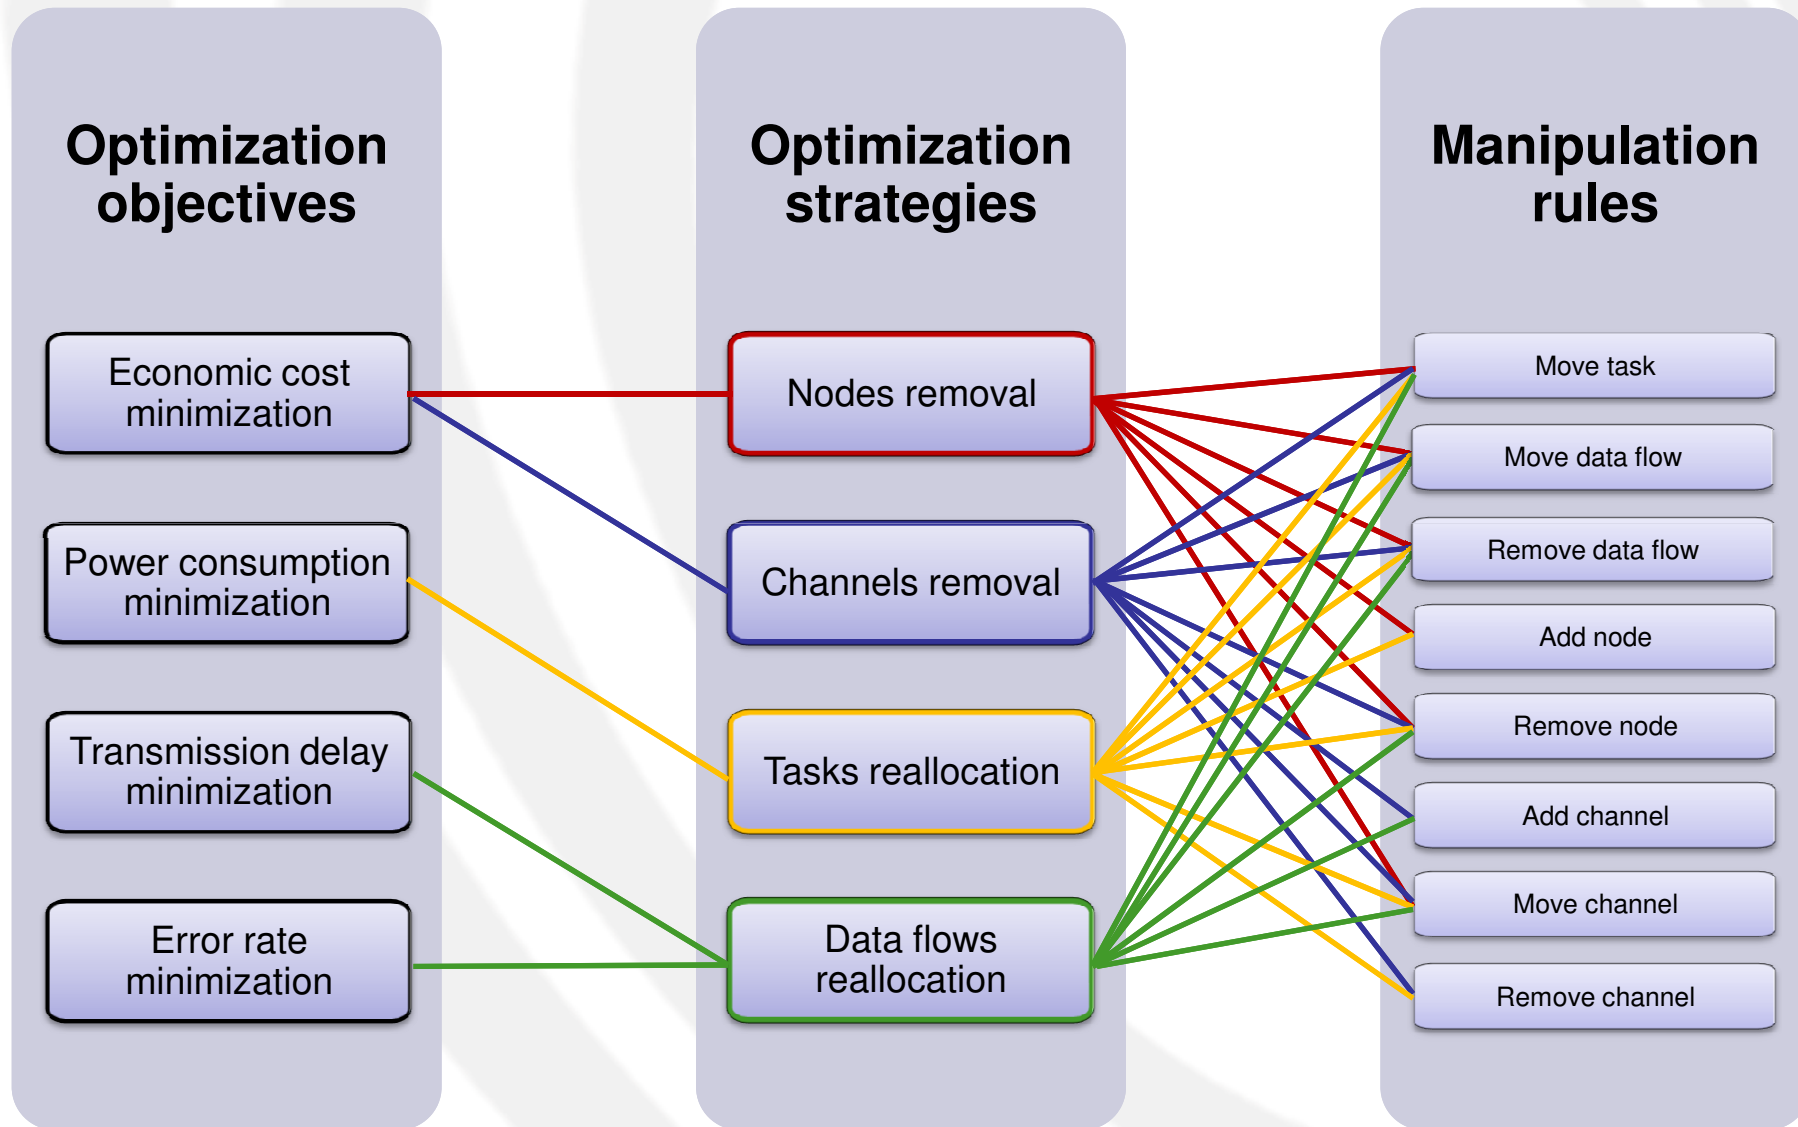 Optimization
objectives
Economic cost
minimization
Power consumption
minimization
Transmission delay
minimization
Error rate
minimization
Optimization
strategies
Nodes removal
Channels removal
Tasks reallocation
Data flows
reallocation
Manipulation
rules
Move task
Move data flow
Remove data flow
Add node
Remove node
Add channel
Move channel
Remove channel